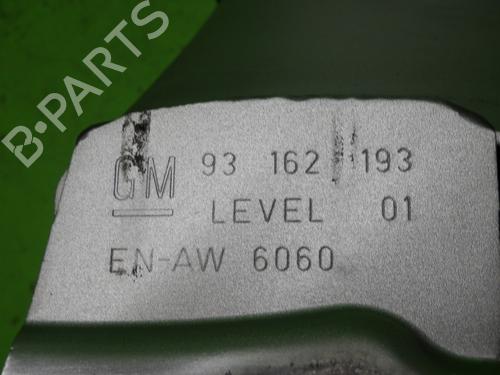 B·PARTS
GM 93 162 193
LEVEL 01
EN-AW 6060